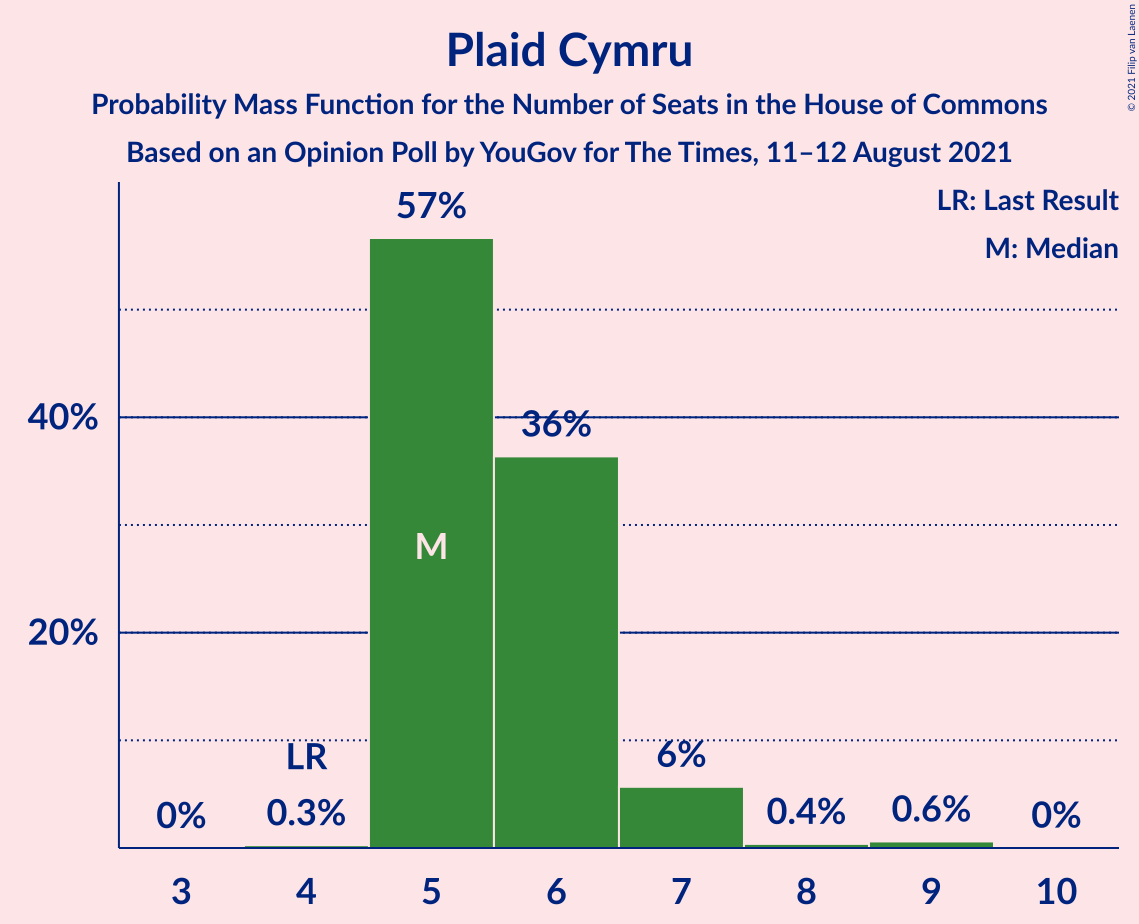 Plaid Cymru
Probability Mass Function for the Number of Seats in the House of Commons
Based on an Opinion Poll by YouGov for The Times, 11–12 August 2021
© 2021 Filip van Laenen
LR: Last Result
M: Median
57%
40%
36%
M
20%
LR
6%
0%
0.3%
0.4%
0.6%
0%
3
4
5
6
7
8
9
10